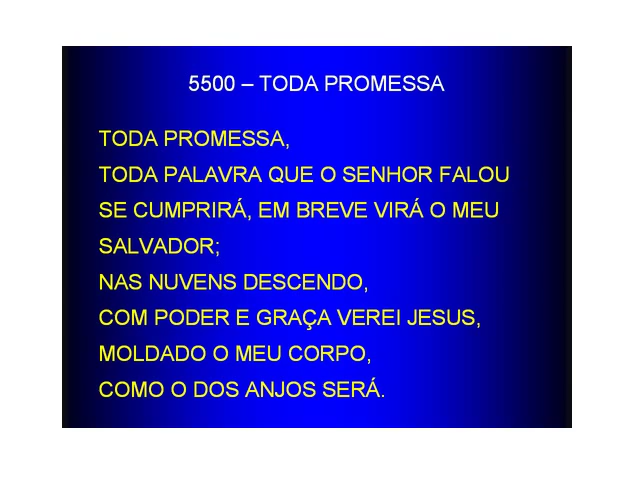 5500 – TODA PROMESSA
TODA PROMESSA,
TODA PALAVRA QUE O SENHOR FALOU
SE CUMPRIRÁ, EM BREVE VIRÁ O MEU
SALVADOR;
NAS NUVENS DESCENDO,
COM PODER E GRAÇA VEREI JESUS,
MOLDADO O MEU CORPO,
COMO O DOS ANJOS SERÁ.